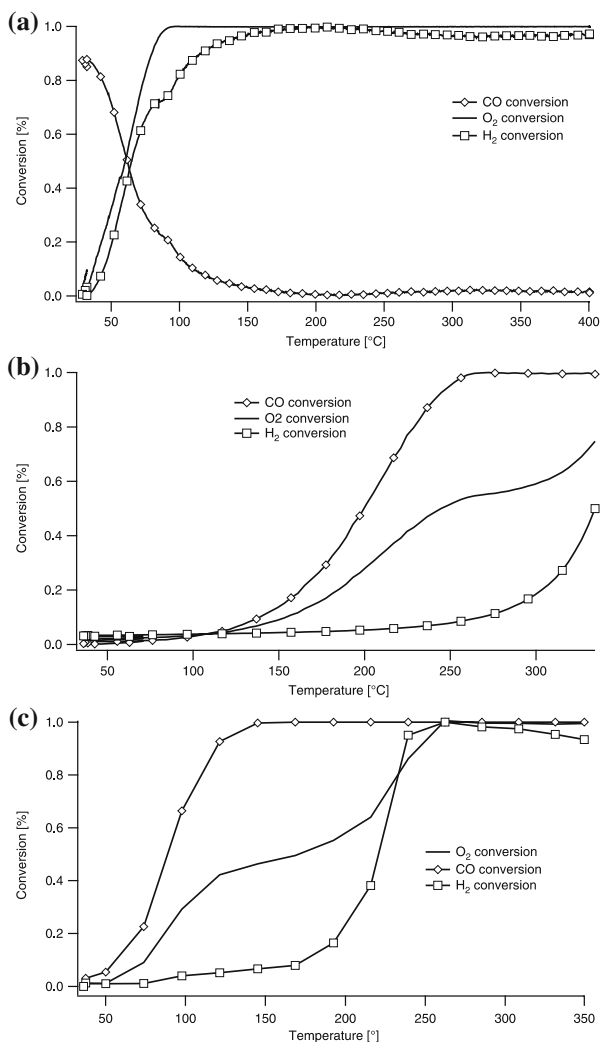 (a)
1.0
0.8
0.6
0.4
0.2
0.0
Conversion [%]
CO conversion
O2 conversion
H2 conversion
50 100 150 200 250 300 350 400
Temperature [°C]
(b)
1.0
0.8
0.6
0.4
0.2
0.0
Conversion [%]
CO conversion
O2 conversion
H2 conversion
50 100 150 200 250 300
Temperature [°C]
(c)
1.0
0.8
0.6
0.4
0.2
0.0
Conversion [%]
O2 conversion
CO conversion
H2 conversion
50 100 150 200 250 300 350
Temperature [°]